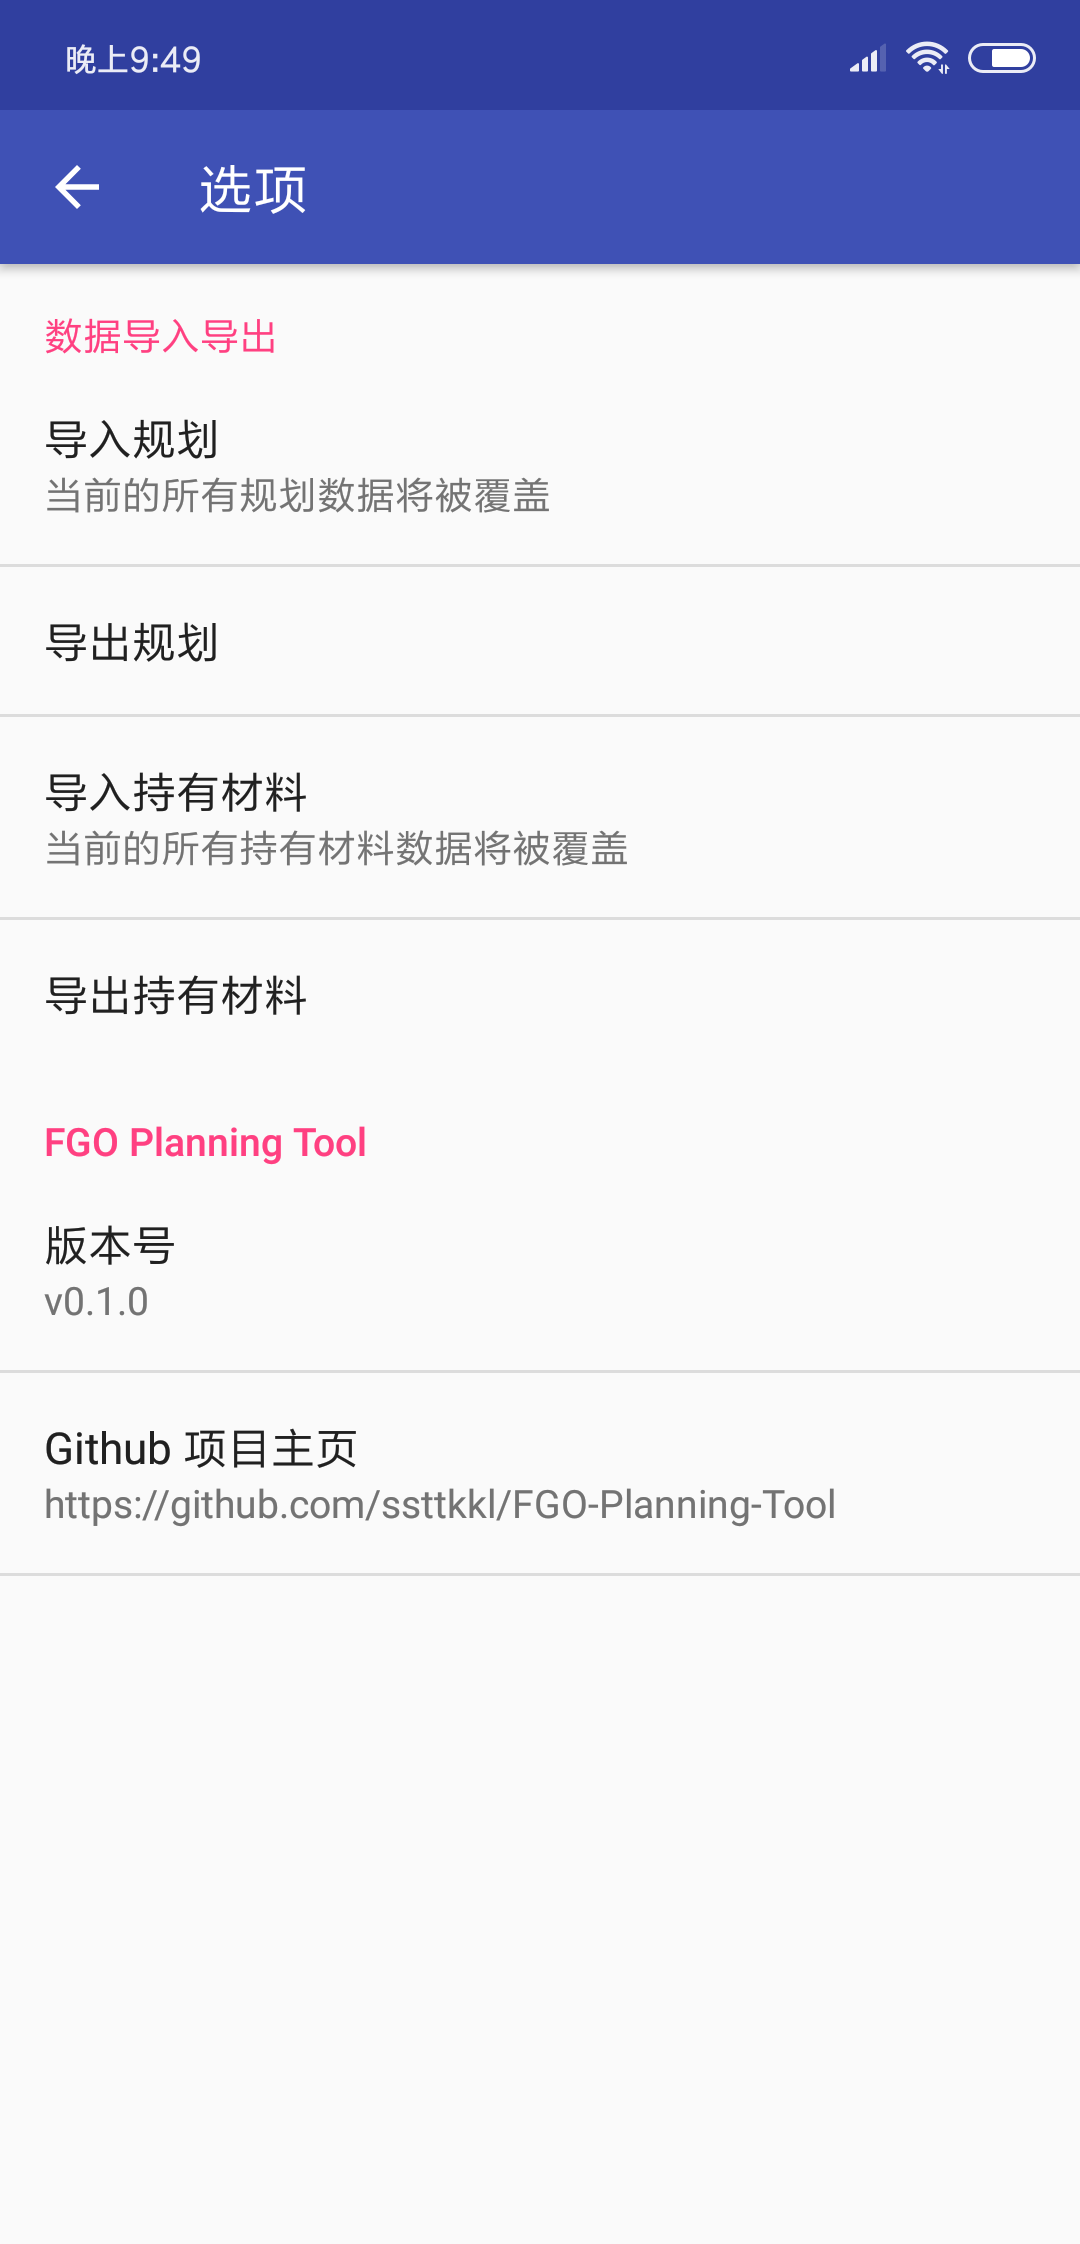 晚上9:49
选项
数据导入导出
导入规划
当前的所有规划数据将被覆盖
导出规划
导入持有材料
当前的所有持有材料数据将被覆盖
导出持有材料
FGO Planning Tool
版本号
v0.1.0
Github 项目主页
https://github.com/ssttkkl/FGO-Planning-Tool